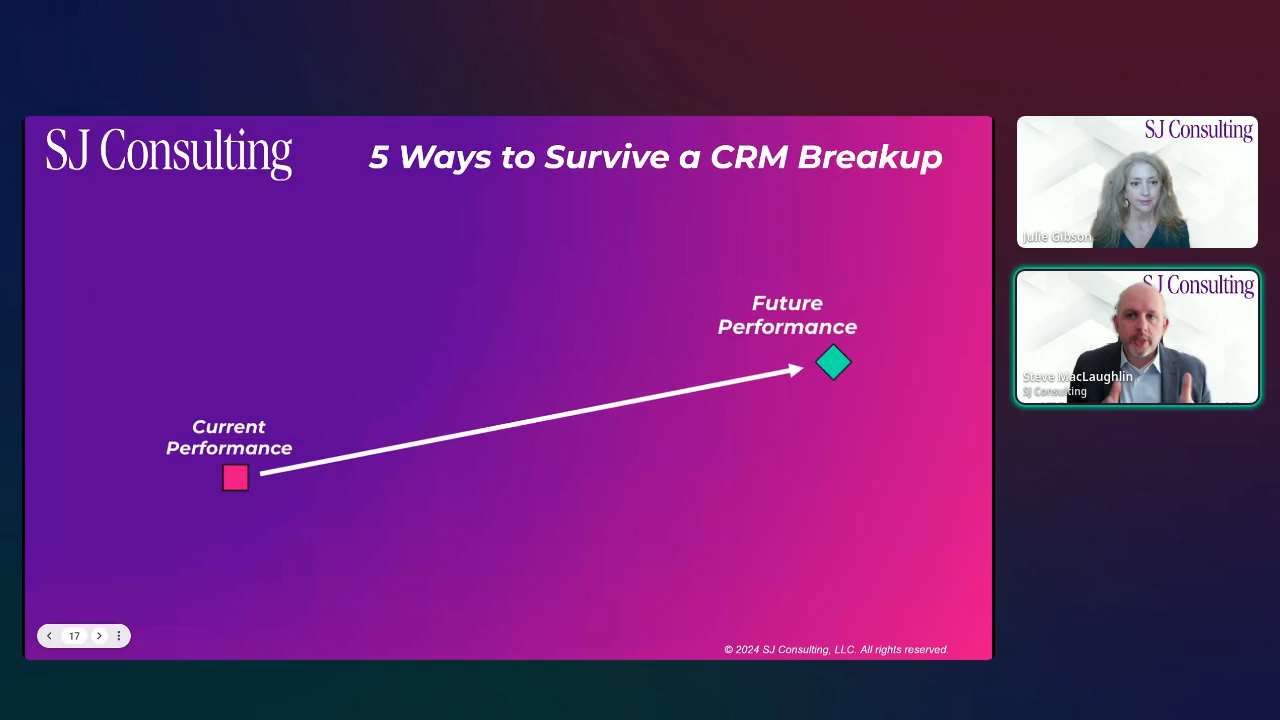 SJ Consulting
5 Ways to Survive a CRM Breakup
Future
Performance
Current
Performance
17
© 2024 SJ Consulting, LLC. All rights reserved.
SJ Consulting
Julie Gibson
SJ Consulting
Steve MacLaughlin
SJ Consulting